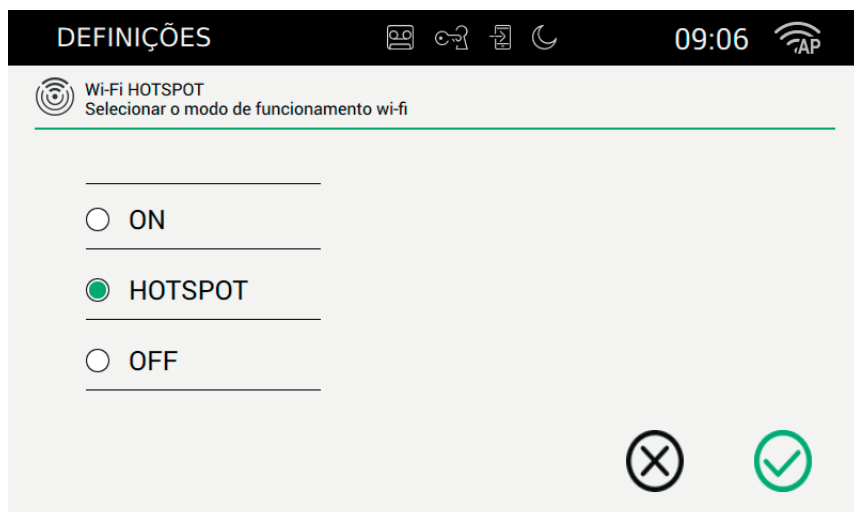 DEFINIÇÕES
09:06
AP
Wi-Fi HOTSPOT
Selecionar o modo de funcionamento wi-fi
ON
HOTSPOT
OFF